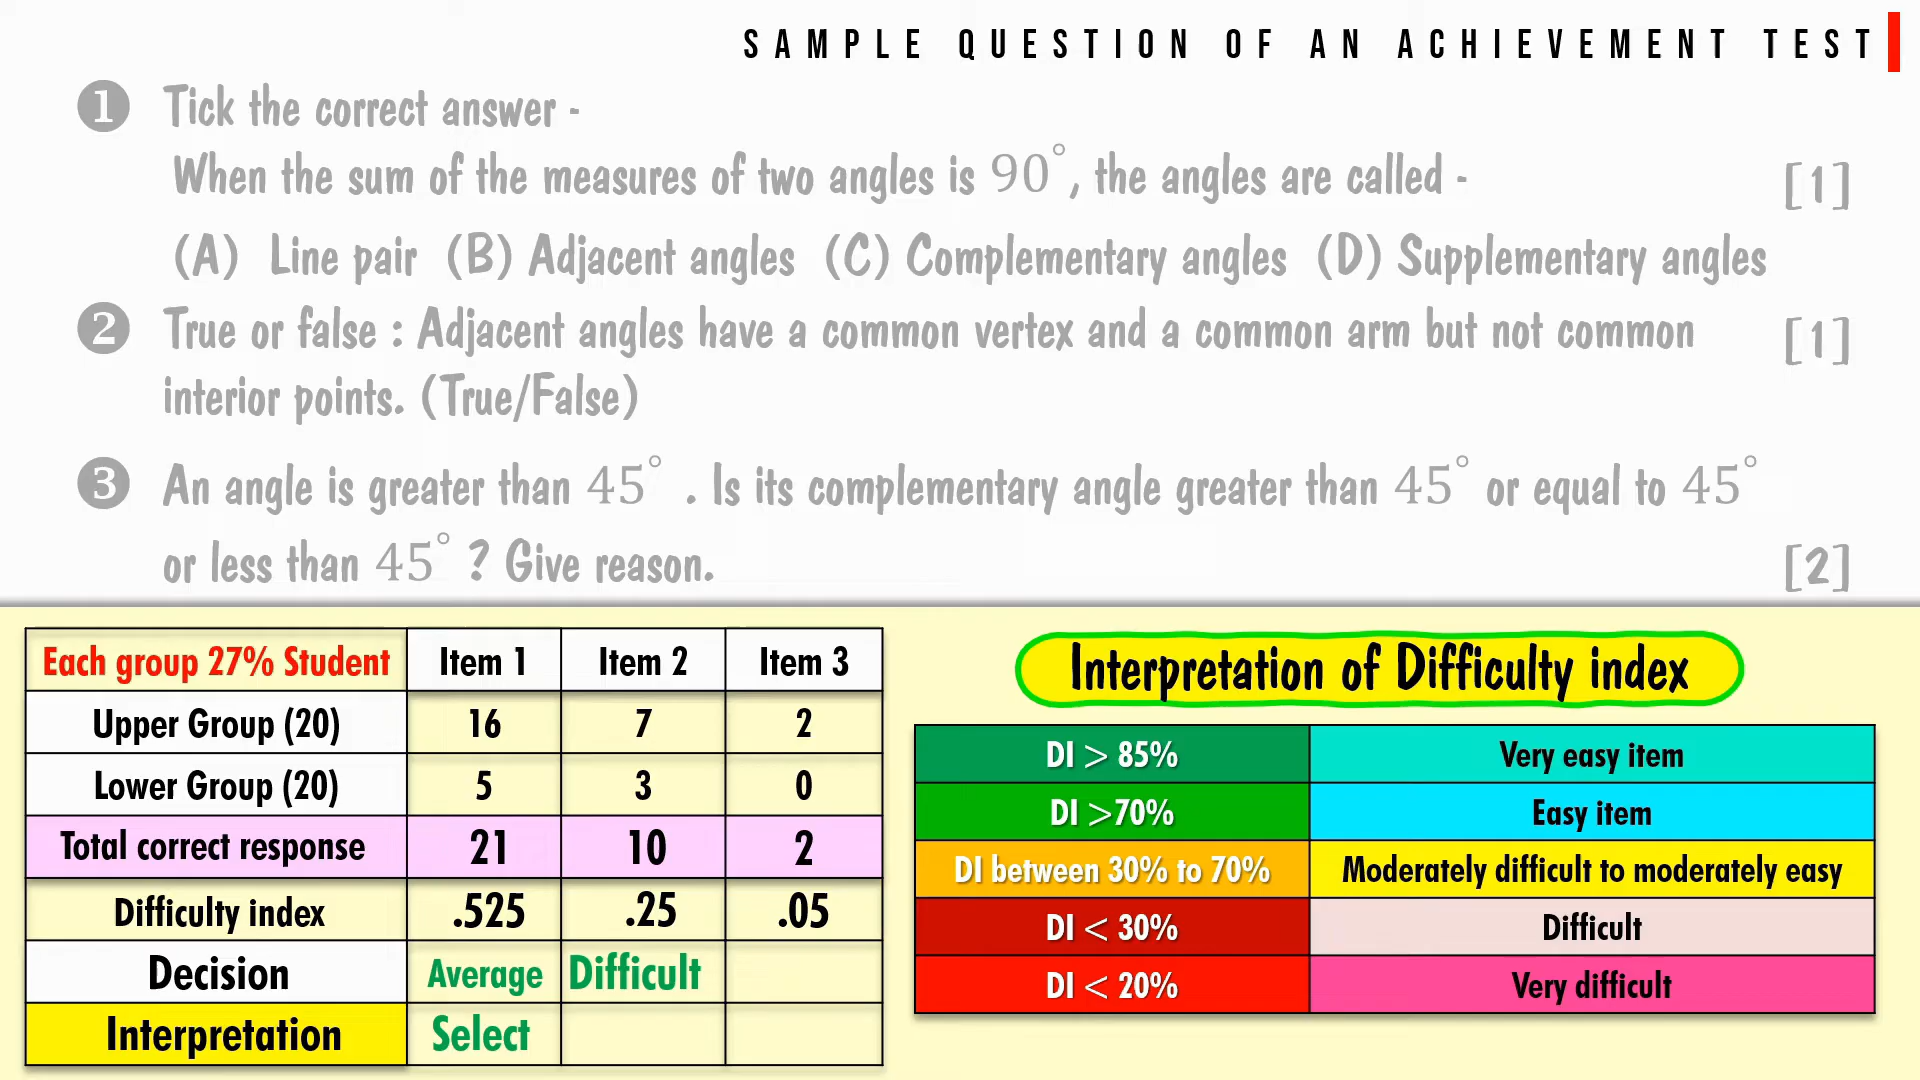 SAMPLE QUESTION OF AN ACHIEVEMENT TEST
❶ Tick the correct answer -
When the sum of the measures of two angles is 90°, the angles are called - [1]
(A) Line pair (B) Adjacent angles (C) Complementary angles (D) Supplementary angles
❷ True or false : Adjacent angles have a common vertex and a common arm but not common [1]
interior points. (True/False)
❸ An angle is greater than 45° . Is its complementary angle greater than 45° or equal to 45°
or less than 45° ? Give reason. [2]
Each group 27% Student Item 1 Item 2 Item 3
Upper Group (20) 16 7 2
Lower Group (20) 5 3 0
Total correct response 21 10 2
Difficulty index .525 .25 .05
Decision Average Difficult
Interpretation Select
Interpretation of Difficulty index
DI > 85% Very easy item
DI >70% Easy item
DI between 30% to 70% Moderately difficult to moderately easy
DI < 30% Difficult
DI < 20% Very difficult